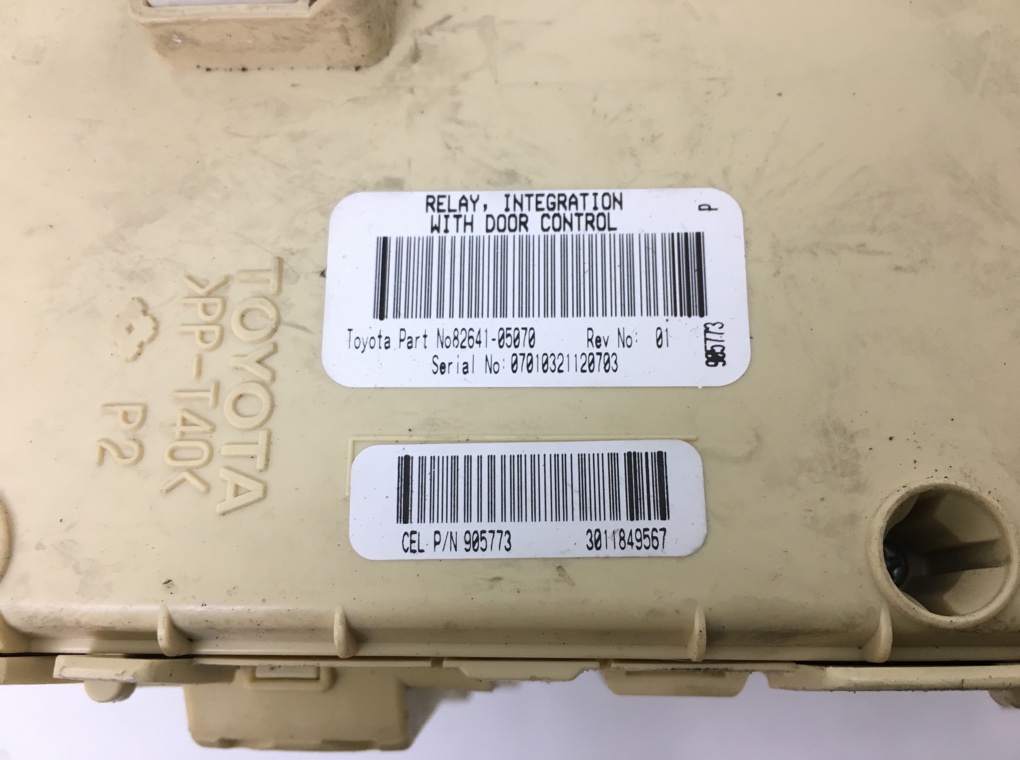 RELAY, INTEGRATION
WITH DOOR CONTROL
P
Toyota Part No82641-05070 Rev No: 01
Serial No: 07010321120703
905773
CEL P/N 905773 3011849567
TOYOTA
>PP-T40K
P2